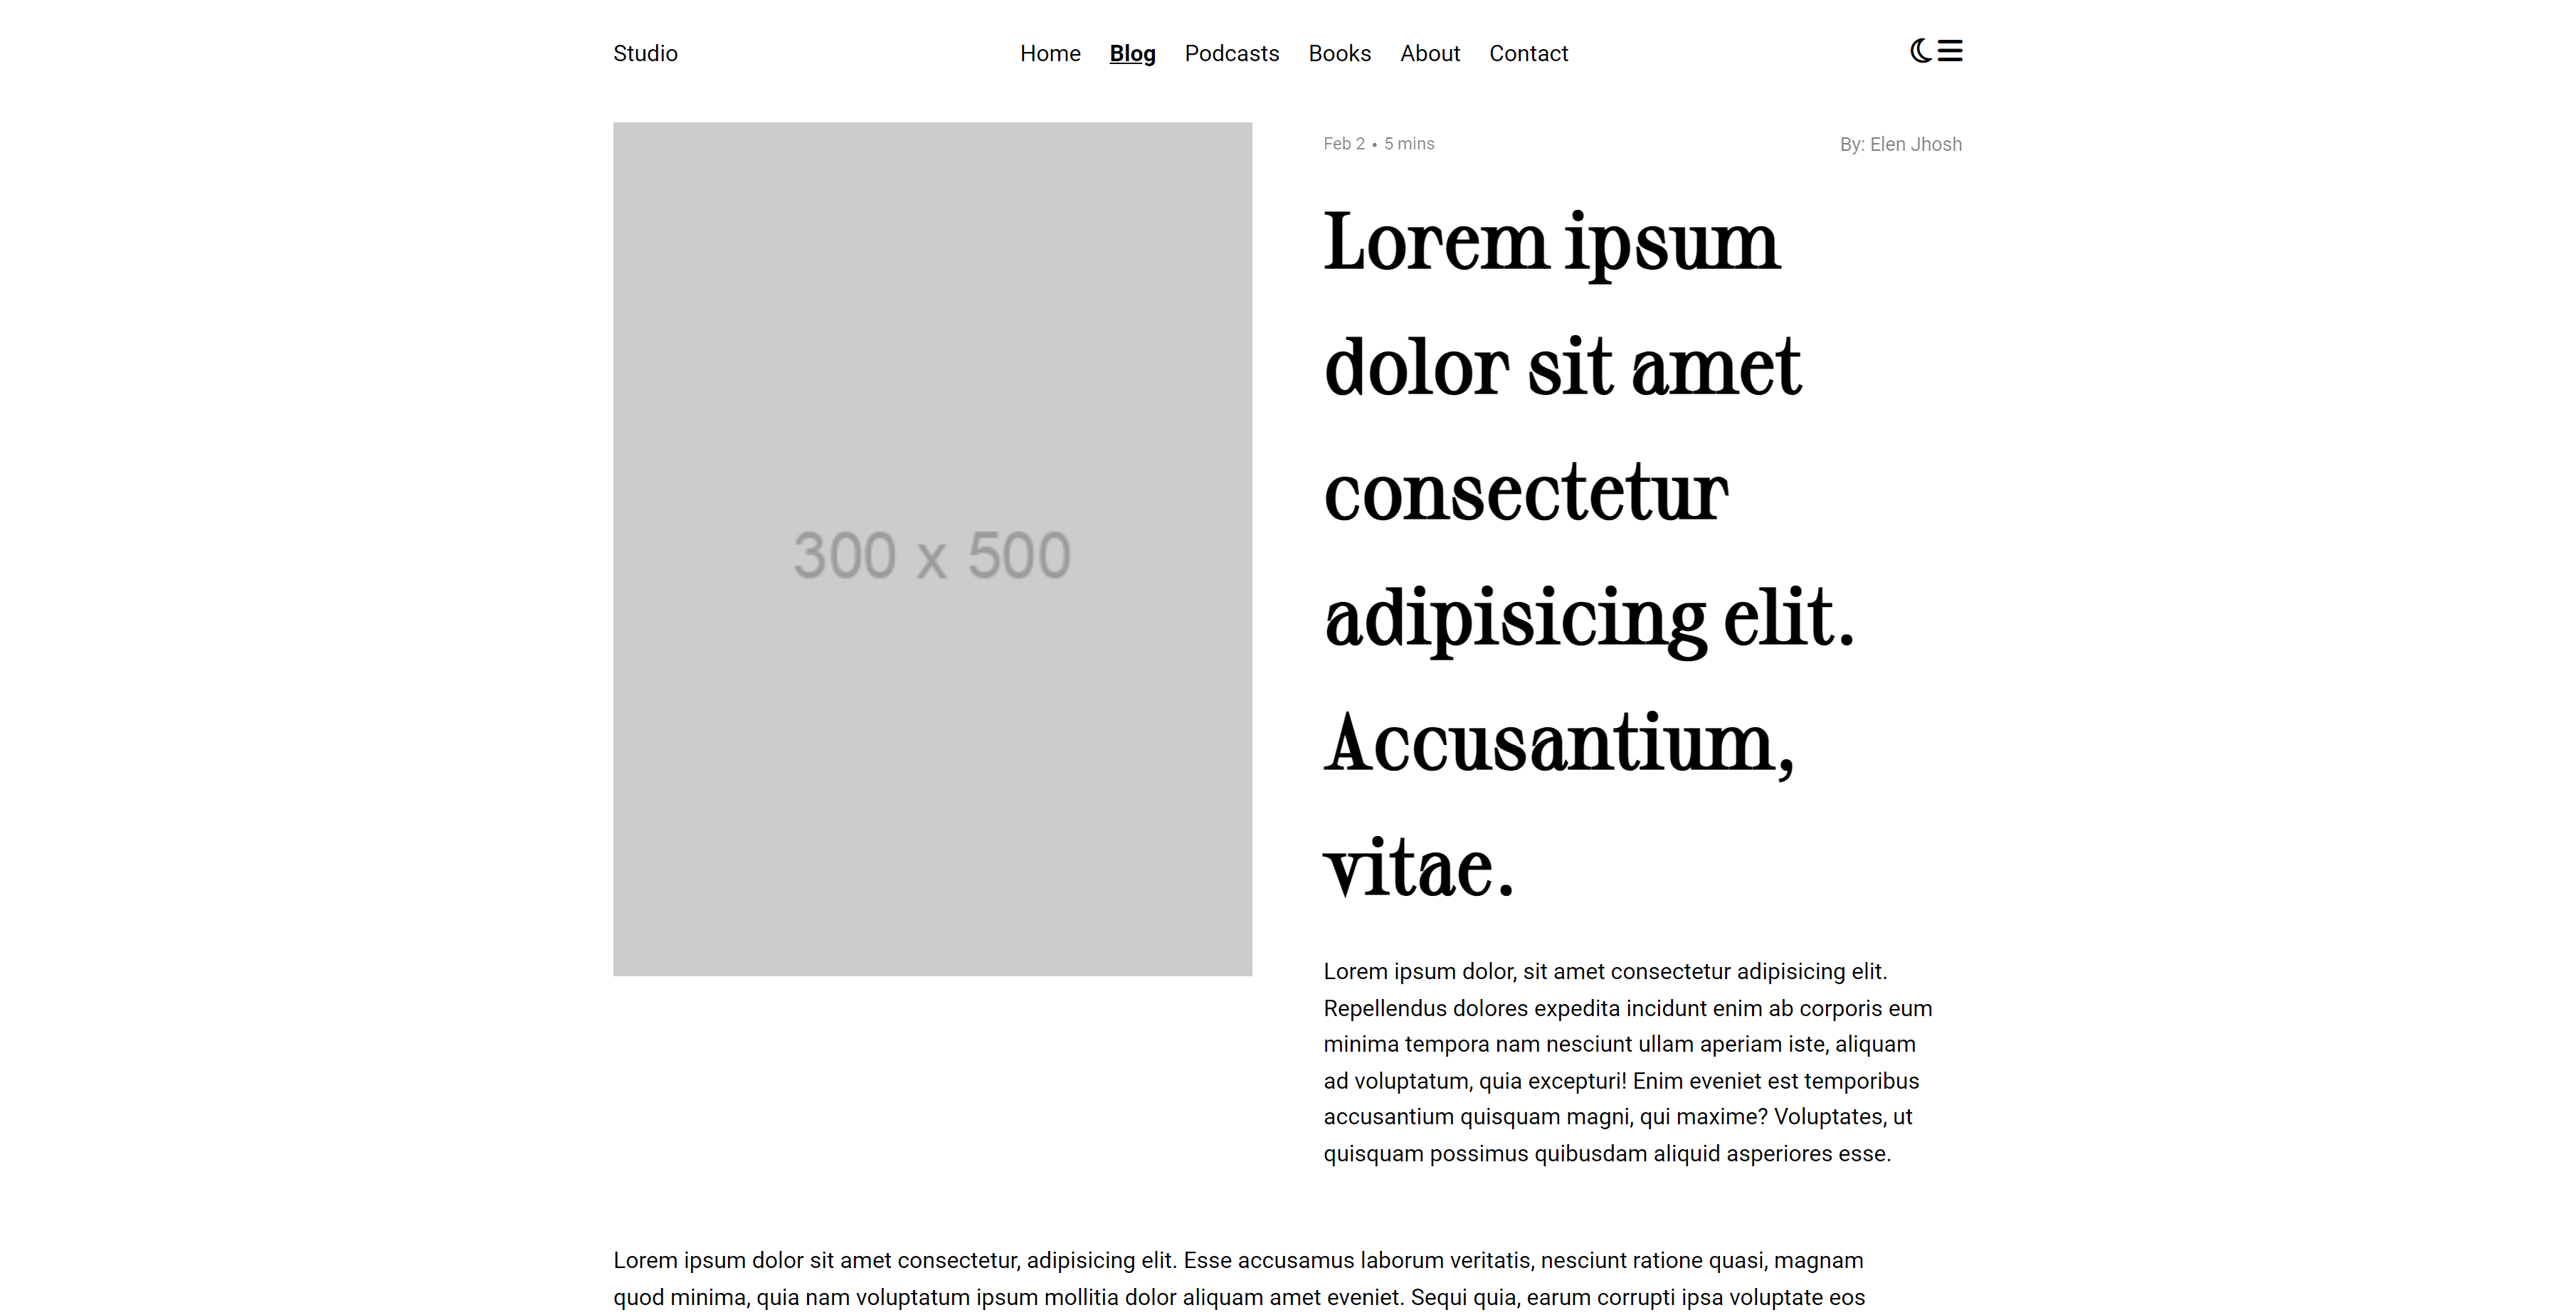 Studio
Home Blog Podcasts Books About Contact
300 x 500
Feb 2 • 5 mins
By: Elen Jhosh
Lorem ipsum
dolor sit amet
consectetur
adipisicing elit.
Accusantium,
vitae.
Lorem ipsum dolor, sit amet consectetur adipisicing elit.
Repellendus dolores expedita incidunt enim ab corporis eum
minima tempora nam nesciunt ullam aperiam iste, aliquam
ad voluptatum, quia excepturi! Enim eveniet est temporibus
accusantium quisquam magni, qui maxime? Voluptates, ut
quisquam possimus quibusdam aliquid asperiores esse.
Lorem ipsum dolor sit amet consectetur, adipisicing elit. Esse accusamus laborum veritatis, nesciunt ratione quasi, magnam
quod minima, quia nam voluptatum ipsum mollitia dolor aliquam amet eveniet. Sequi quia, earum corrupti ipsa voluptate eos